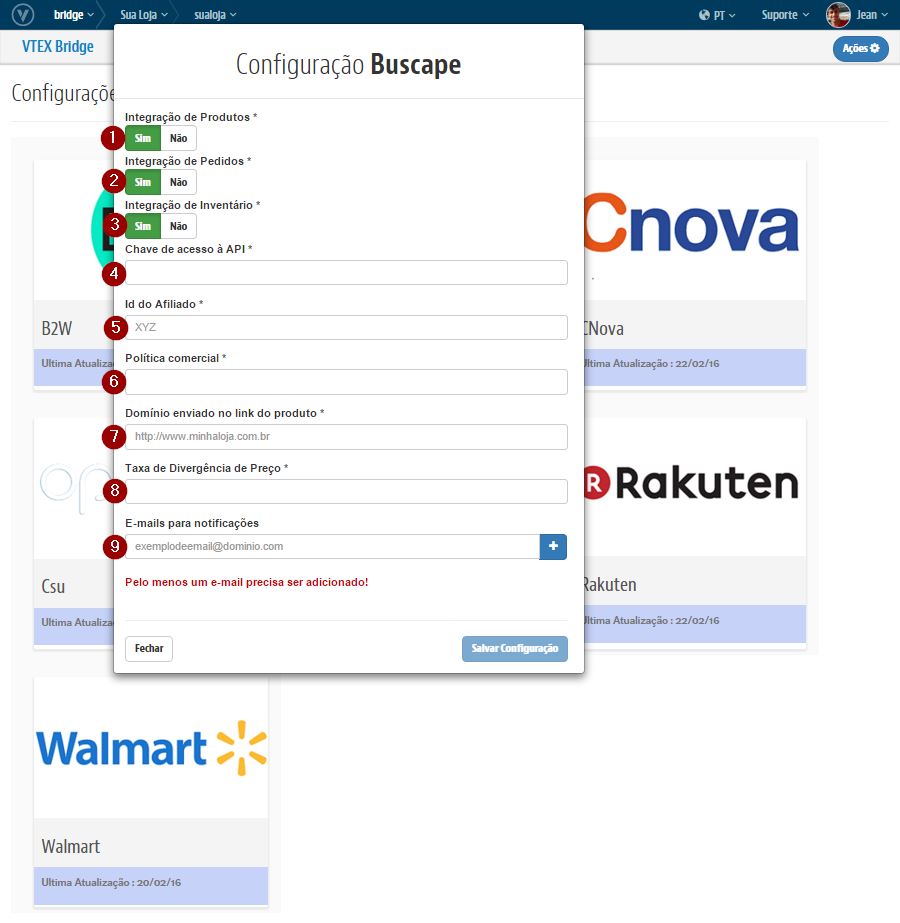 bridge Sua Loja sualoja PT Suporte Jean
VTEX Bridge Ações
Configuraçõe
Configuração Buscape
Integração de Produtos *
1 Sim Não
Integração de Pedidos *
2 Sim Não
Integração de Inventário *
3 Sim Não
Chave de acesso à API *
4
Id do Afiliado *
5 XYZ
Política comercial *
6
Domínio enviado no link do produto *
7 http://www.minhaloja.com.br
Taxa de Divergência de Preço *
8
E-mails para notificações
9 exemplodeemail@dominio.com +
Pelo menos um e-mail precisa ser adicionado!
Fechar Salvar Configuração
B2W
Ultima Atualizaç
Cnova
CNova
Ultima Atualização : 22/02/16
op
Csu
Ultima Atualizaç
R Rakuten
Rakuten
Ultima Atualização : 22/02/16
Walmart
Walmart
Ultima Atualização : 20/02/16